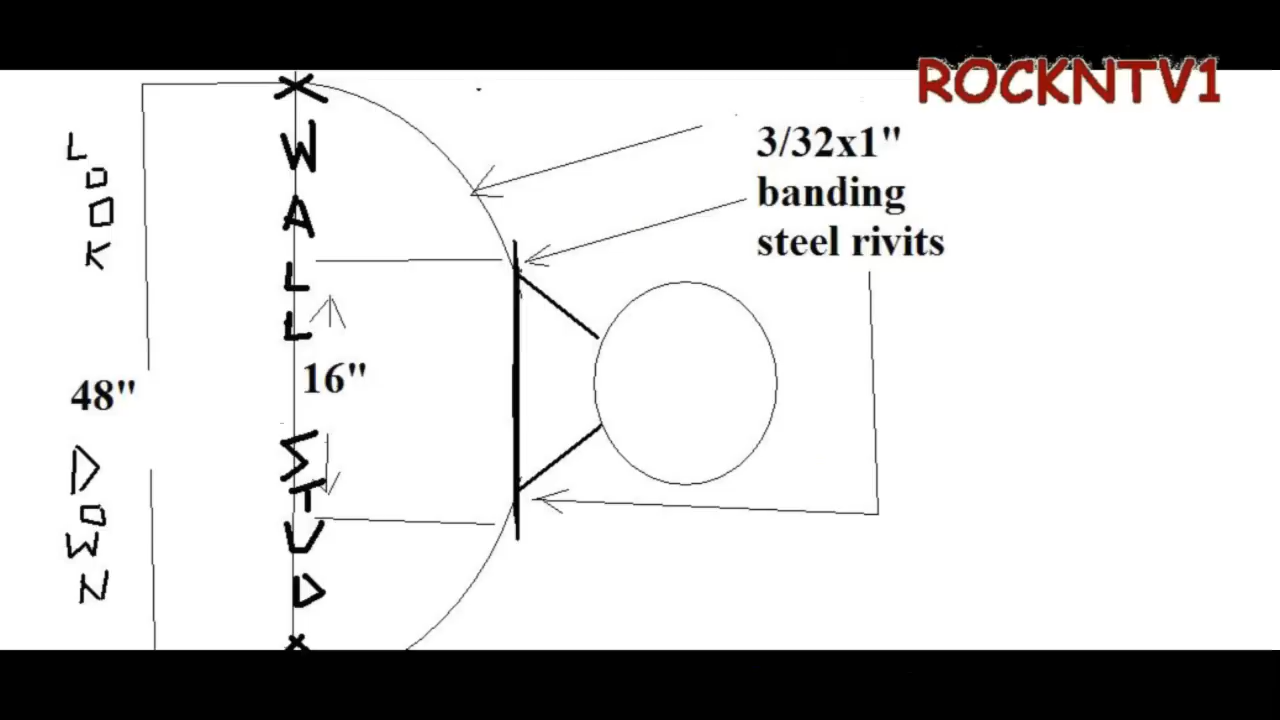 ROCKNTV1
3/32x1"
banding
steel rivits
LOOK
DOWN
48"
WALL
STUD
16"